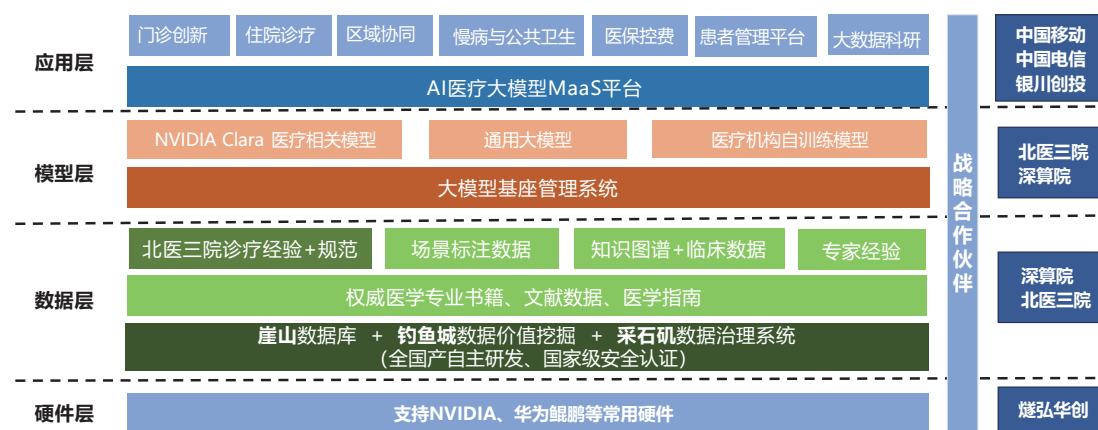 应用层
门诊创新
住院诊疗
区域协同
慢病与公共卫生
医保控费
患者管理平台
大数据科研
AI医疗大模型MaaS平台
中国移动
中国电信
银川创投
模型层
NVIDIA Clara 医疗相关模型
通用大模型
医疗机构自训练模型
大模型基座管理系统
北医三院
深算院
战略合作伙伴
数据层
北医三院诊疗经验+规范
场景标注数据
知识图谱+临床数据
专家经验
权威医学专业书籍、文献数据、医学指南
崖山数据库 + 钓鱼城数据价值挖掘 + 采石矶数据治理系统
（全国产自主研发、国家级安全认证）
深算院
北医三院
硬件层
支持NVIDIA、华为鲲鹏等常用硬件
燧弘华创